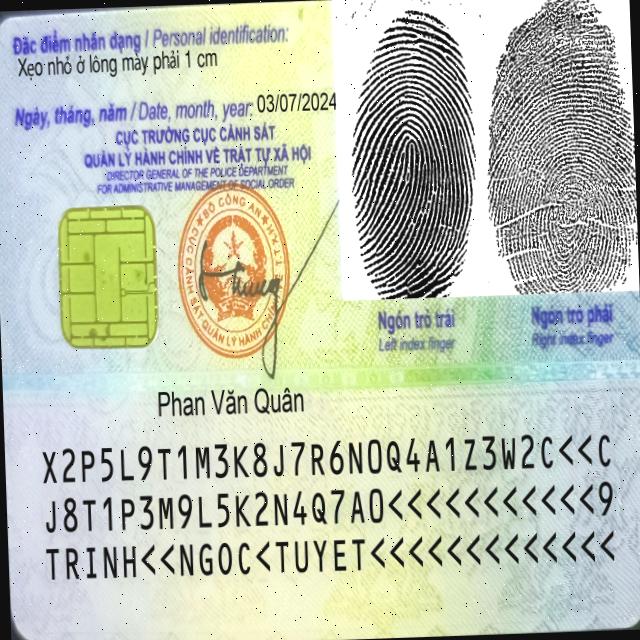 Đặc điểm nhân dạng / Personal identification:
Xẹo nhỏ ở lông mày phải 1 cm
Ngày, tháng, năm / Date, month, year: 03/07/2024
CỤC TRƯỞNG CỤC CẢNH SÁT
QUẢN LÝ HÀNH CHÍNH VỀ TRẬT TỰ XÃ HỘI
DIRECTOR GENERAL OF THE POLICE DEPARTMENT
FOR ADMINISTRATIVE MANAGEMENT OF SOCIAL ORDER
BỘ CÔNG AN
CỤC CẢNH SÁT QUẢN LÝ HÀNH CHÍNH
Ngón trỏ trái
Left index finger
Ngón trỏ phải
Right index finger
Phan Văn Quân
X2P5L9T1M3K8J7R6N0Q4A1Z3W2C<<C
J8T1P3M9L5K2N4Q7A0<<<<<<<<<<<9
TRINH<<NGOC<TUYET<<<<<<<<<<<<<